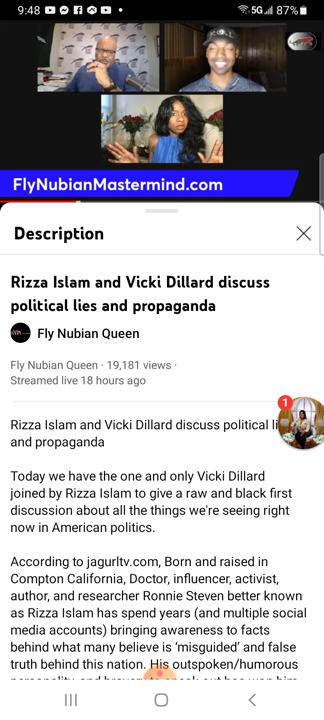 9:48
5G
87%
FlyNubianMastermind.com
Description
Rizza Islam and Vicki Dillard discuss
political lies and propaganda
Fly Nubian Queen
Fly Nubian Queen · 19,181 views ·
Streamed live 18 hours ago
1
Rizza Islam and Vicki Dillard discuss political li
and propaganda
Today we have the one and only Vicki Dillard
joined by Rizza Islam to give a raw and black first
discussion about all the things we're seeing right
now in American politics.
According to jagurltv.com, Born and raised in
Compton California, Doctor, influencer, activist,
author, and researcher Ronnie Steven better known
as Rizza Islam has spend years (and multiple social
media accounts) bringing awareness to facts
behind what many believe is ‘misguided’ and false
truth behind this nation. His outspoken/humorous